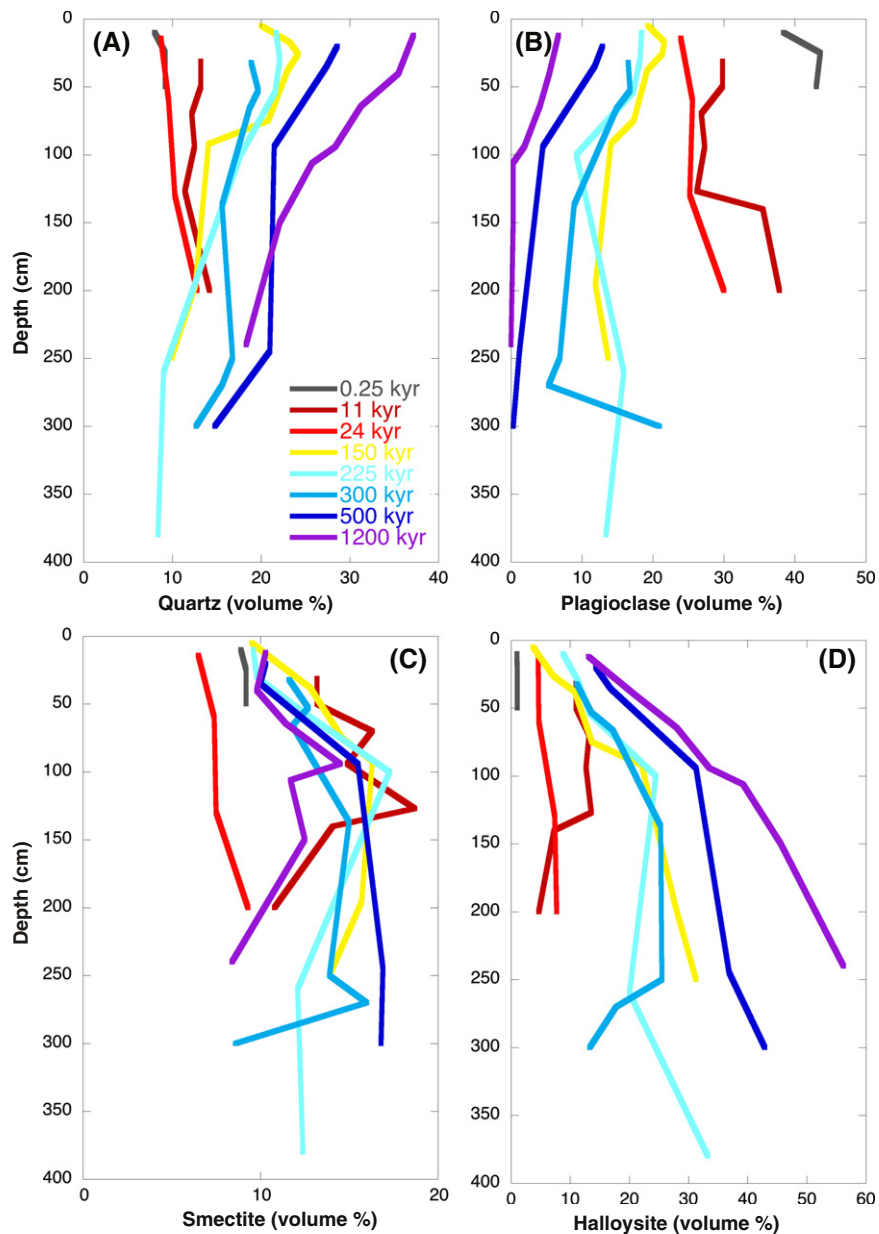 (A)
0
50
100
150
200
250
300
350
400
Depth (cm)
0.25 kyr
11 kyr
24 kyr
150 kyr
225 kyr
300 kyr
500 kyr
1200 kyr
0 10 20 30 40
Quartz (volume %)
(B)
0
50
100
150
200
250
300
350
400
0 10 20 30 40 50
Plagioclase (volume %)
(C)
0
50
100
150
200
250
300
350
400
Depth (cm)
0 10 20
Smectite (volume %)
(D)
0
50
100
150
200
250
300
350
400
0 10 20 30 40 50 60
Halloysite (volume %)